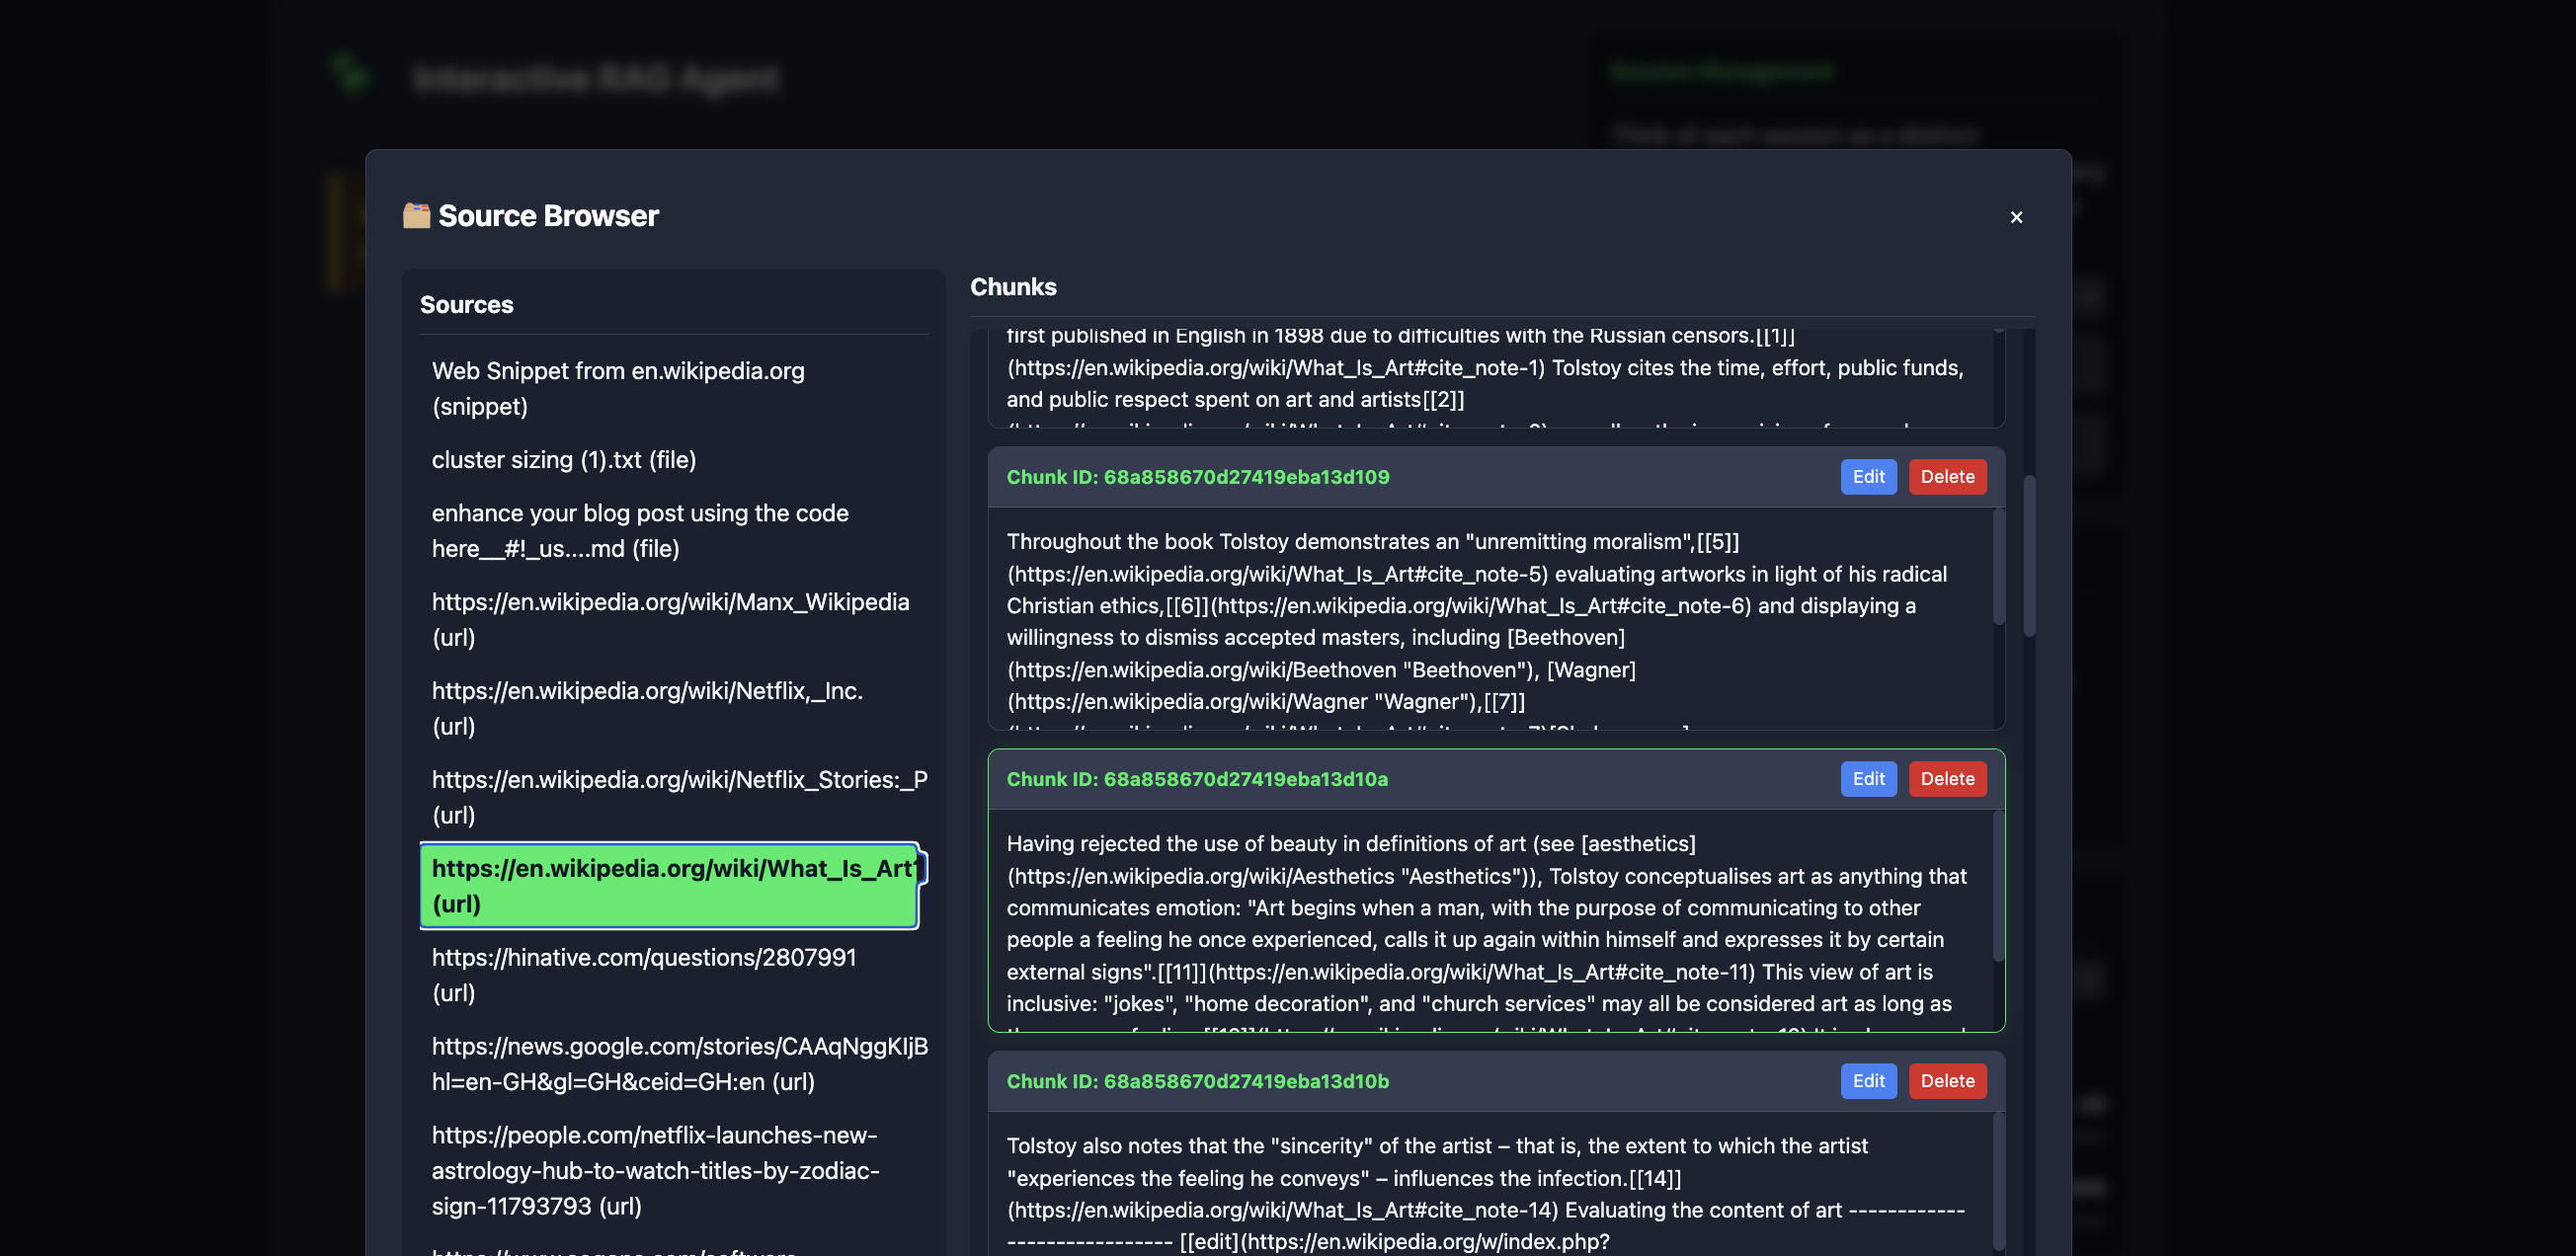 Interactive RAG Agent
Session Management
Think of each session as a distinct
Source Browser
×
Sources
Web Snippet from en.wikipedia.org
(snippet)
cluster sizing (1).txt (file)
enhance your blog post using the code
here__#!_us....md (file)
https://en.wikipedia.org/wiki/Manx_Wikipedia
(url)
https://en.wikipedia.org/wiki/Netflix,_Inc.
(url)
https://en.wikipedia.org/wiki/Netflix_Stories:_P
(url)
https://en.wikipedia.org/wiki/What_Is_Art?
(url)
https://hinative.com/questions/2807991
(url)
https://news.google.com/stories/CAAqNggKIjB
hl=en-GH&gl=GH&ceid=GH:en (url)
https://people.com/netflix-launches-new-
astrology-hub-to-watch-titles-by-zodiac-
sign-11793793 (url)
Chunks
first published in English in 1898 due to difficulties with the Russian censors.[[1]]
(https://en.wikipedia.org/wiki/What_Is_Art#cite_note-1) Tolstoy cites the time, effort, public funds,
and public respect spent on art and artists[[2]]
Chunk ID: 68a858670d27419eba13d109
Edit
Delete
Throughout the book Tolstoy demonstrates an "unremitting moralism",[[5]]
(https://en.wikipedia.org/wiki/What_Is_Art#cite_note-5) evaluating artworks in light of his radical
Christian ethics,[[6]](https://en.wikipedia.org/wiki/What_Is_Art#cite_note-6) and displaying a
willingness to dismiss accepted masters, including [Beethoven]
(https://en.wikipedia.org/wiki/Beethoven "Beethoven"), [Wagner]
(https://en.wikipedia.org/wiki/Wagner "Wagner"),[[7]]
Chunk ID: 68a858670d27419eba13d10a
Edit
Delete
Having rejected the use of beauty in definitions of art (see [aesthetics]
(https://en.wikipedia.org/wiki/Aesthetics "Aesthetics")), Tolstoy conceptualises art as anything that
communicates emotion: "Art begins when a man, with the purpose of communicating to other
people a feeling he once experienced, calls it up again within himself and expresses it by certain
external signs".[[11]](https://en.wikipedia.org/wiki/What_Is_Art#cite_note-11) This view of art is
inclusive: "jokes", "home decoration", and "church services" may all be considered art as long as
Chunk ID: 68a858670d27419eba13d10b
Edit
Delete
Tolstoy also notes that the "sincerity" of the artist – that is, the extent to which the artist
"experiences the feeling he conveys" – influences the infection.[[14]]
(https://en.wikipedia.org/wiki/What_Is_Art#cite_note-14) Evaluating the content of art ------------
----------------- [[edit](https://en.wikipedia.org/w/index.php?